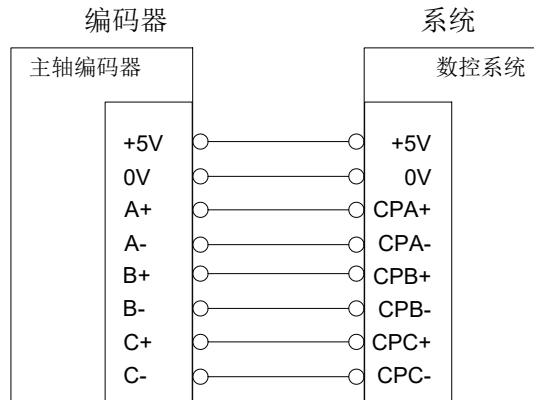 编码器 系统
主轴编码器 数控系统
+5V +5V
0V 0V
A+ CPA+
A- CPA-
B+ CPB+
B- CPB-
C+ CPC+
C- CPC-